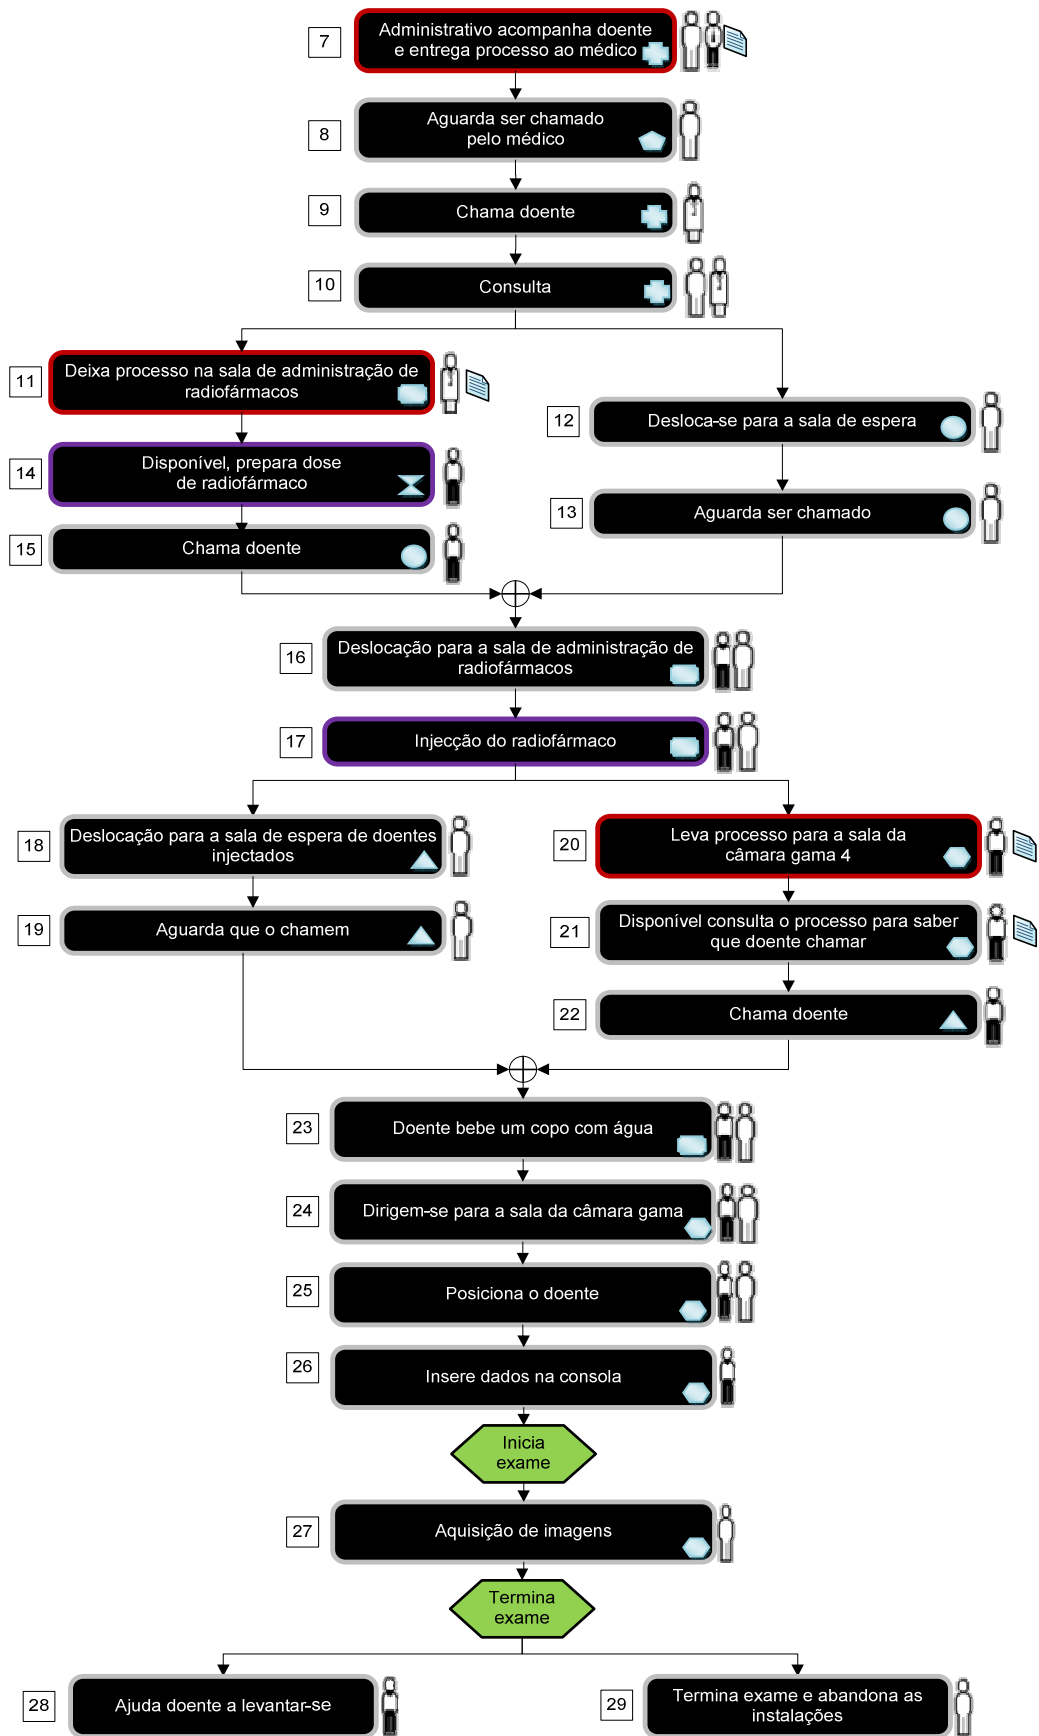 7
Administrativo acompanha doente
e entrega processo ao médico
8
Aguarda ser chamado
pelo médico
9
Chama doente
10
Consulta
11
Deixa processo na sala de administração de
radiofármacos
12
Desloca-se para a sala de espera
14
Disponível, prepara dose
de radiofármaco
13
Aguarda ser chamado
15
Chama doente
16
Deslocação para a sala de administração de
radiofármacos
17
Injecção do radiofármaco
18
Deslocação para a sala de espera de doentes
injectados
20
Leva processo para a sala da
câmara gama 4
19
Aguarda que o chamem
21
Disponível consulta o processo para saber
que doente chamar
22
Chama doente
23
Doente bebe um copo com água
24
Dirigem-se para a sala da câmara gama
25
Posiciona o doente
26
Insere dados na consola
Inicia
exame
27
Aquisição de imagens
Termina
exame
28
Ajuda doente a levantar-se
29
Termina exame e abandona as
instalações